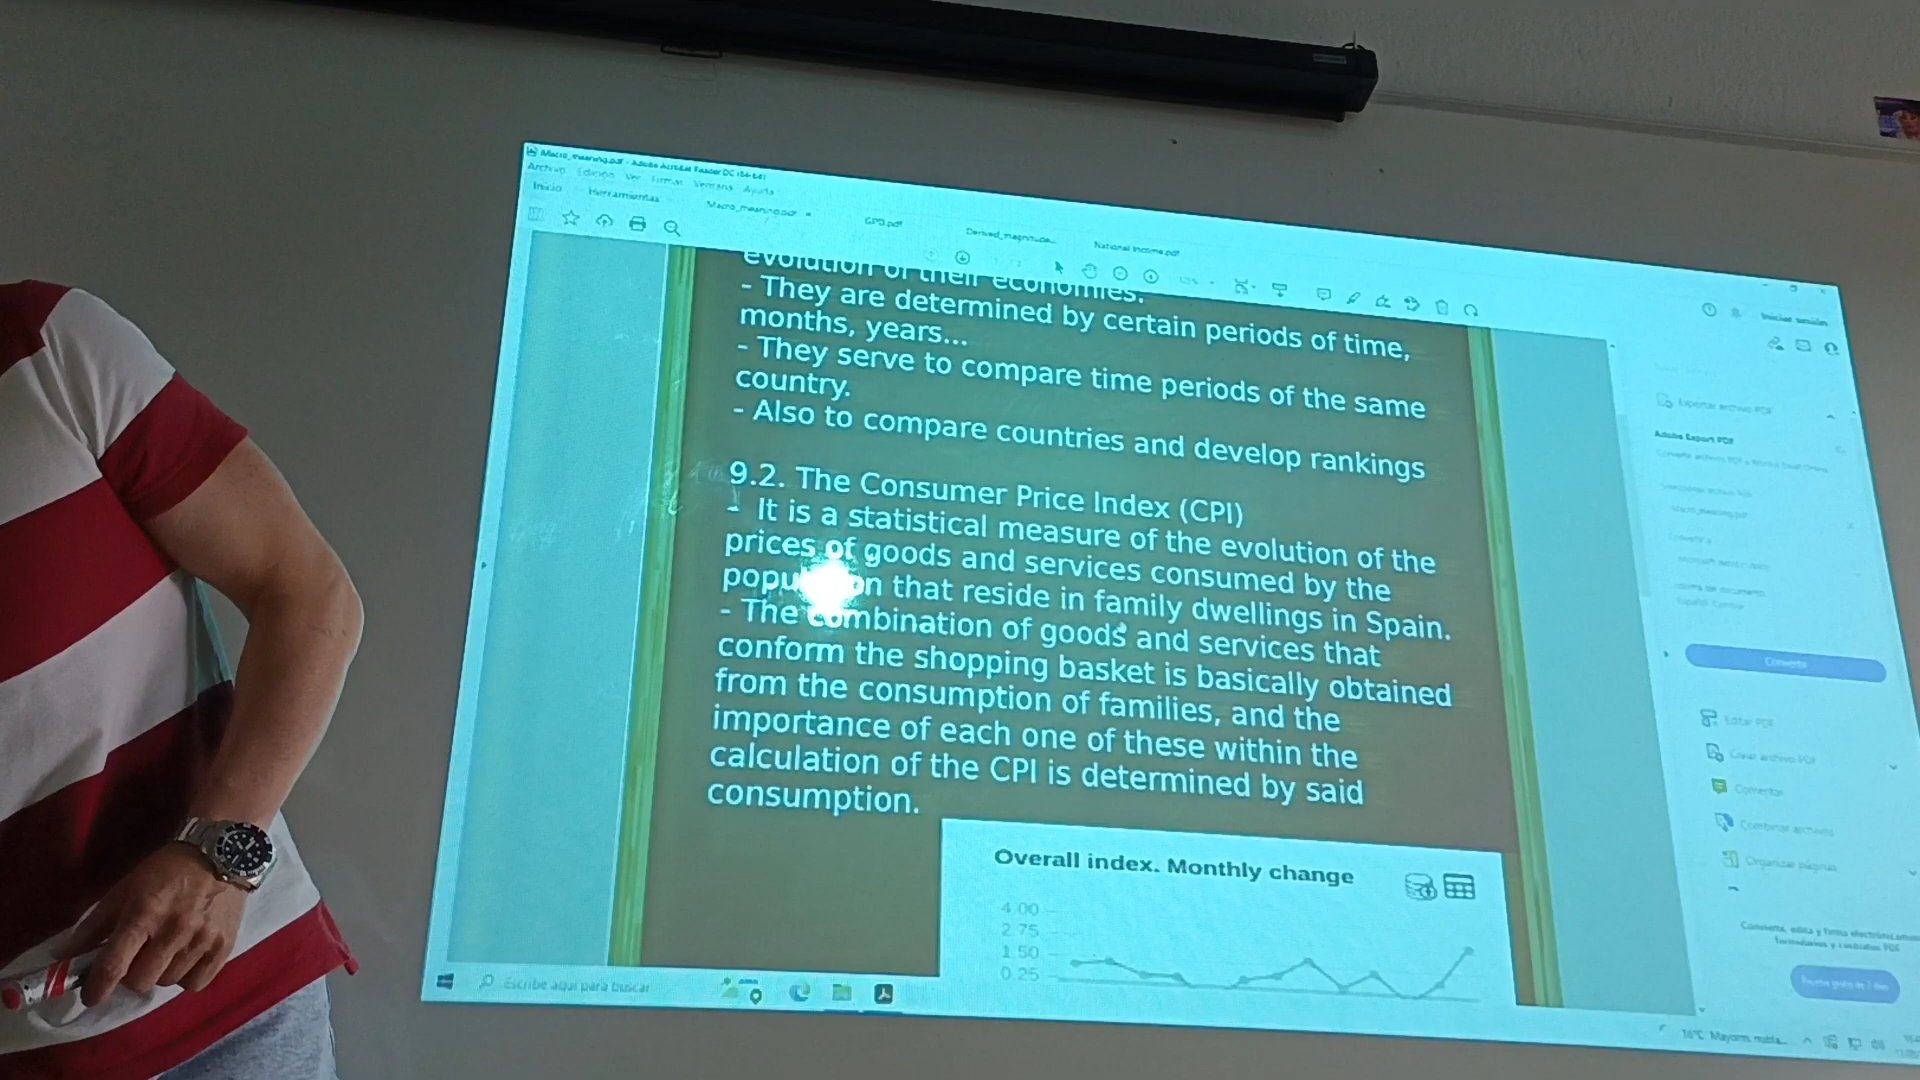 Macro_meaning.pdf - Adobe Acrobat Reader DC (64-bit)
Archivo Edición Ver Firmar Ventana Ayuda
Inicio Herramientas Macro_meaning.pdf GPD.pdf Derived_magnitude... National Income.pdf
Iniciar sesión
evolution of their economies.
- They are determined by certain periods of time,
months, years...
- They serve to compare time periods of the same
country.
- Also to compare countries and develop rankings
9.2. The Consumer Price Index (CPI)
- It is a statistical measure of the evolution of the
prices of goods and services consumed by the
population that reside in family dwellings in Spain.
- The combination of goods and services that
conform the shopping basket is basically obtained
from the consumption of families, and the
importance of each one of these within the
calculation of the CPI is determined by said
consumption.
Overall index. Monthly change
4.00
2.75
1.50
0.25
Exportar archivo PDF
Adobe Export PDF
Macro_meaning.pdf
Convertir
Editar PDF
Crear archivo PDF
Comentar
Combinar archivos
Organizar páginas
Escribe aquí para buscar
16°C